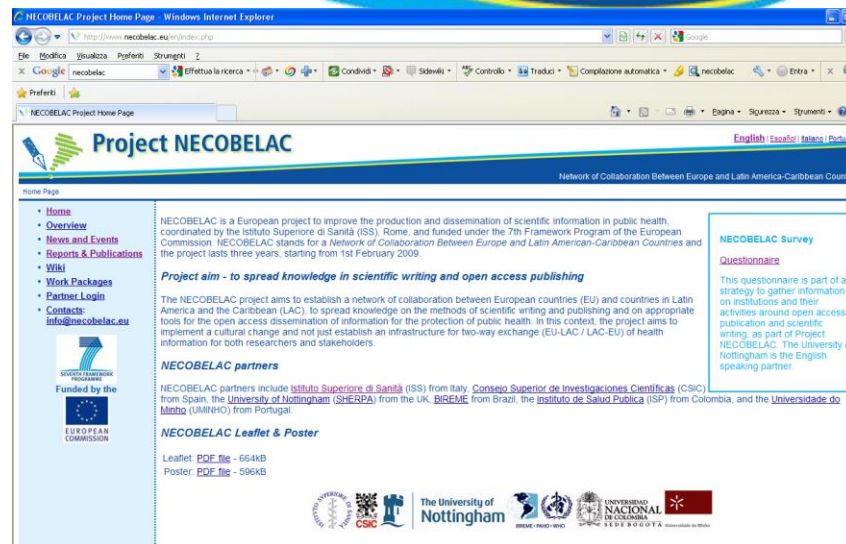 NECOBELAC Project Home Page - Windows Internet Explorer
http://www.necobelac.eu/en/index.php
Google
File Modifica Visualizza Preferiti Strumenti ?
Google necobelac Effettua la ricerca Condividi Sidewiki Controllo Traduci Compilazione automatica necobelac Entra
Preferiti
NECOBELAC Project Home Page
Pagina Sicurezza Strumenti
Project NECOBELAC
English | Español | Italiano | Portu
Network of Collaboration Between Europe and Latin America-Caribbean Coun
Home Page
Home
Overview
News and Events
Reports & Publications
Wiki
Work Packages
Partner Login
Contacts:
info@necobelac.eu
SEVENTH FRAMEWORK
PROGRAMME
Funded by the
EUROPEAN
COMMISSION
NECOBELAC is a European project to improve the production and dissemination of scientific information in public health,
coordinated by the Istituto Superiore di Sanità (ISS), Rome, and funded under the 7th Framework Program of the European
Commission. NECOBELAC stands for a Network of Collaboration Between Europe and Latin American-Caribbean Countries and
the project lasts three years, starting from 1st February 2009.
Project aim - to spread knowledge in scientific writing and open access publishing
The NECOBELAC project aims to establish a network of collaboration between European countries (EU) and countries in Latin
America and the Caribbean (LAC), to spread knowledge on the methods of scientific writing and publishing and on appropriate
tools for the open access dissemination of information for the protection of public health. In this context, the project aims to
implement a cultural change and not just establish an infrastructure for two-way exchange (EU-LAC / LAC-EU) of health
information for both researchers and stakeholders.
NECOBELAC partners
NECOBELAC partners include Istituto Superiore di Sanità (ISS) from Italy, Consejo Superior de Investigaciones Científicas (CSIC)
from Spain, the University of Nottingham (SHERPA) from the UK, BIREME from Brazil, the Instituto de Salud Publica (ISP) from Colombia, and the Universidade do
Minho (UMINHO) from Portugal.
NECOBELAC Leaflet & Poster
Leaflet: PDF file - 664kB
Poster: PDF file - 596kB
NECOBELAC Survey
Questionnaire
This questionnaire is part of a
strategy to gather information
on institutions and their
activities around open access
publication and scientific
writing, as part of Project
NECOBELAC. The University
Nottingham is the English
speaking partner.
ISTITUTO SUPERIORE DI SANITÀ
CSIC
The University of
Nottingham
BIREME - PAHO - WHO
UNIVERSIDAD
NACIONAL
DE COLOMBIA
SEDE BOGOTÁ
Universidade do Minho